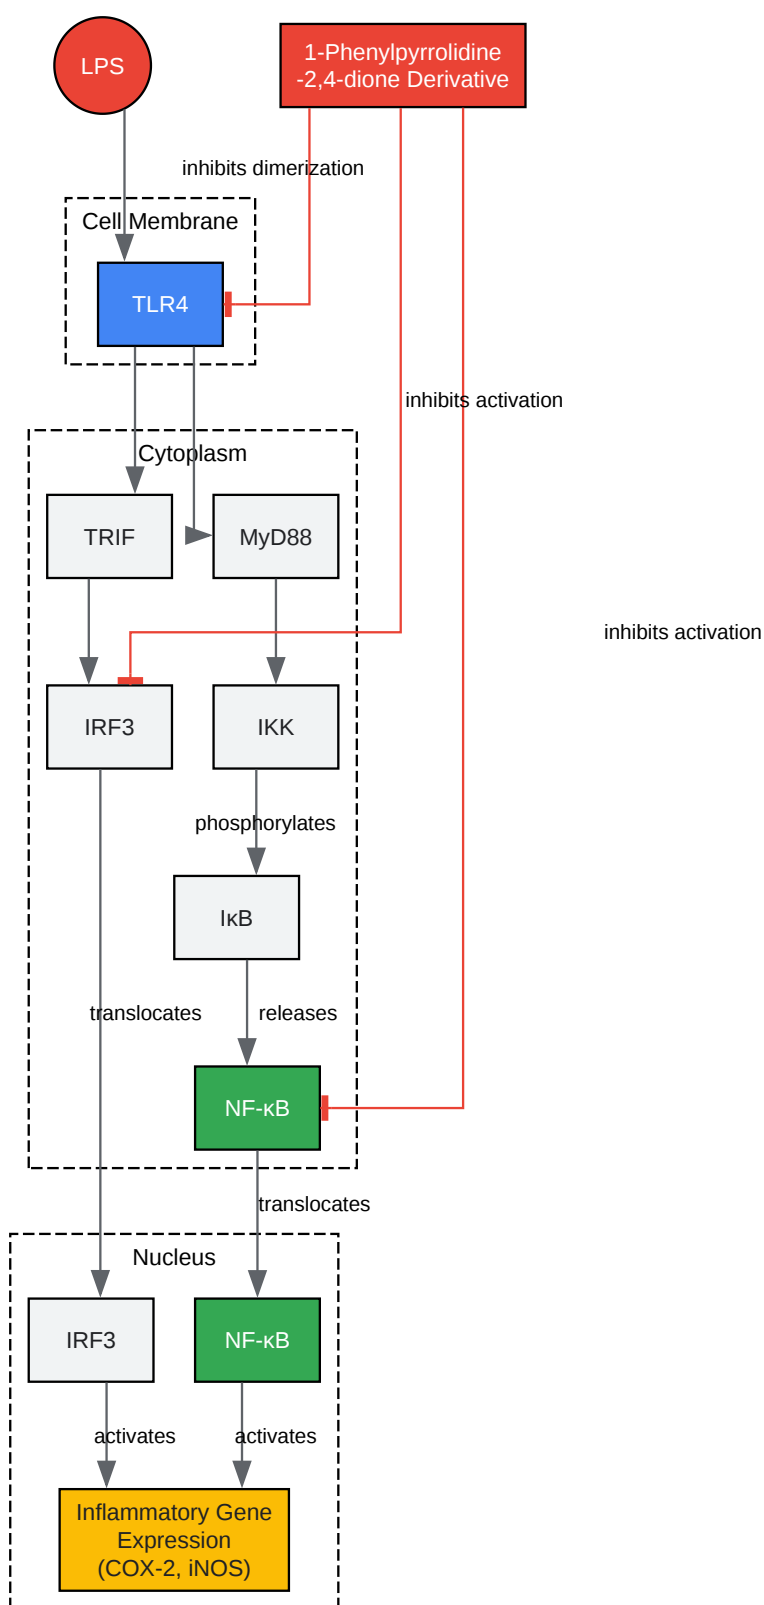 LPS
1-Phenylpyrrolidine
-2,4-dione Derivative
inhibits dimerization
Cell Membrane
TLR4
inhibits activation
Cytoplasm
TRIF
MyD88
inhibits activation
IRF3
IKK
phosphorylates
IκB
translocates
releases
NF-κB
translocates
Nucleus
IRF3
NF-κB
activates
activates
Inflammatory Gene
Expression
(COX-2, iNOS)